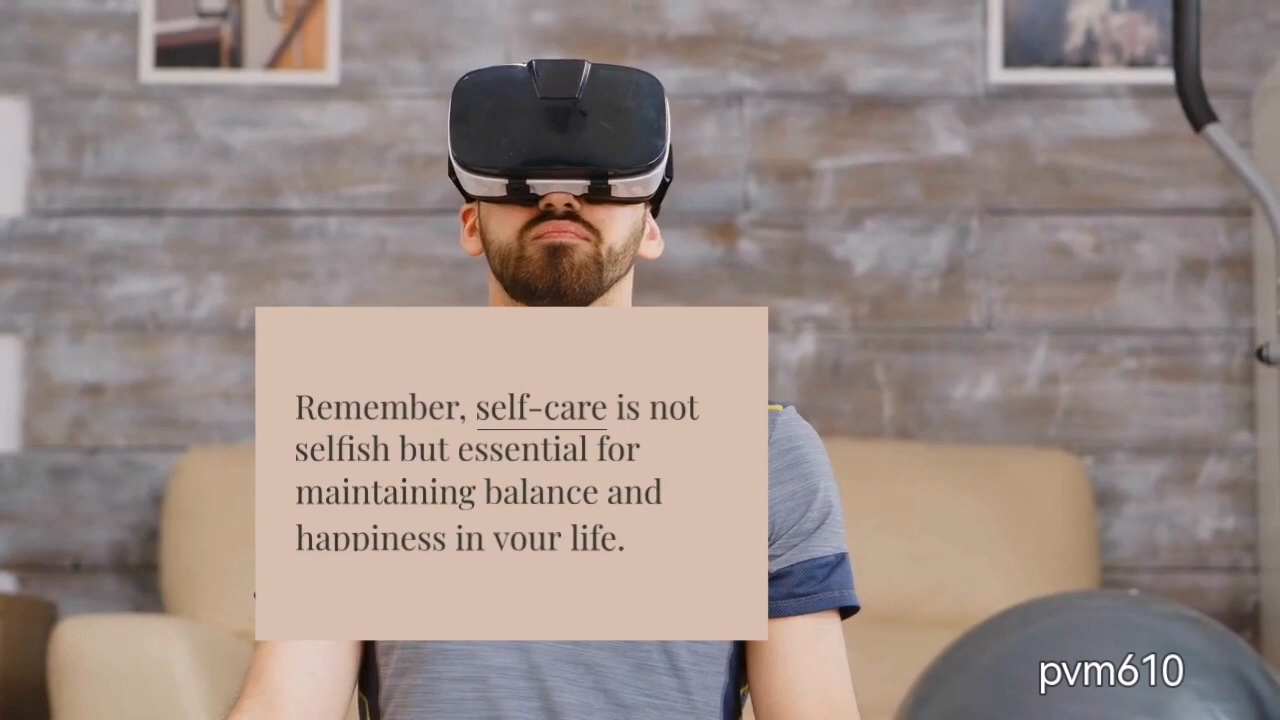 Remember, self-care is not
selfish but essential for
maintaining balance and
happiness in your life.
pvm610